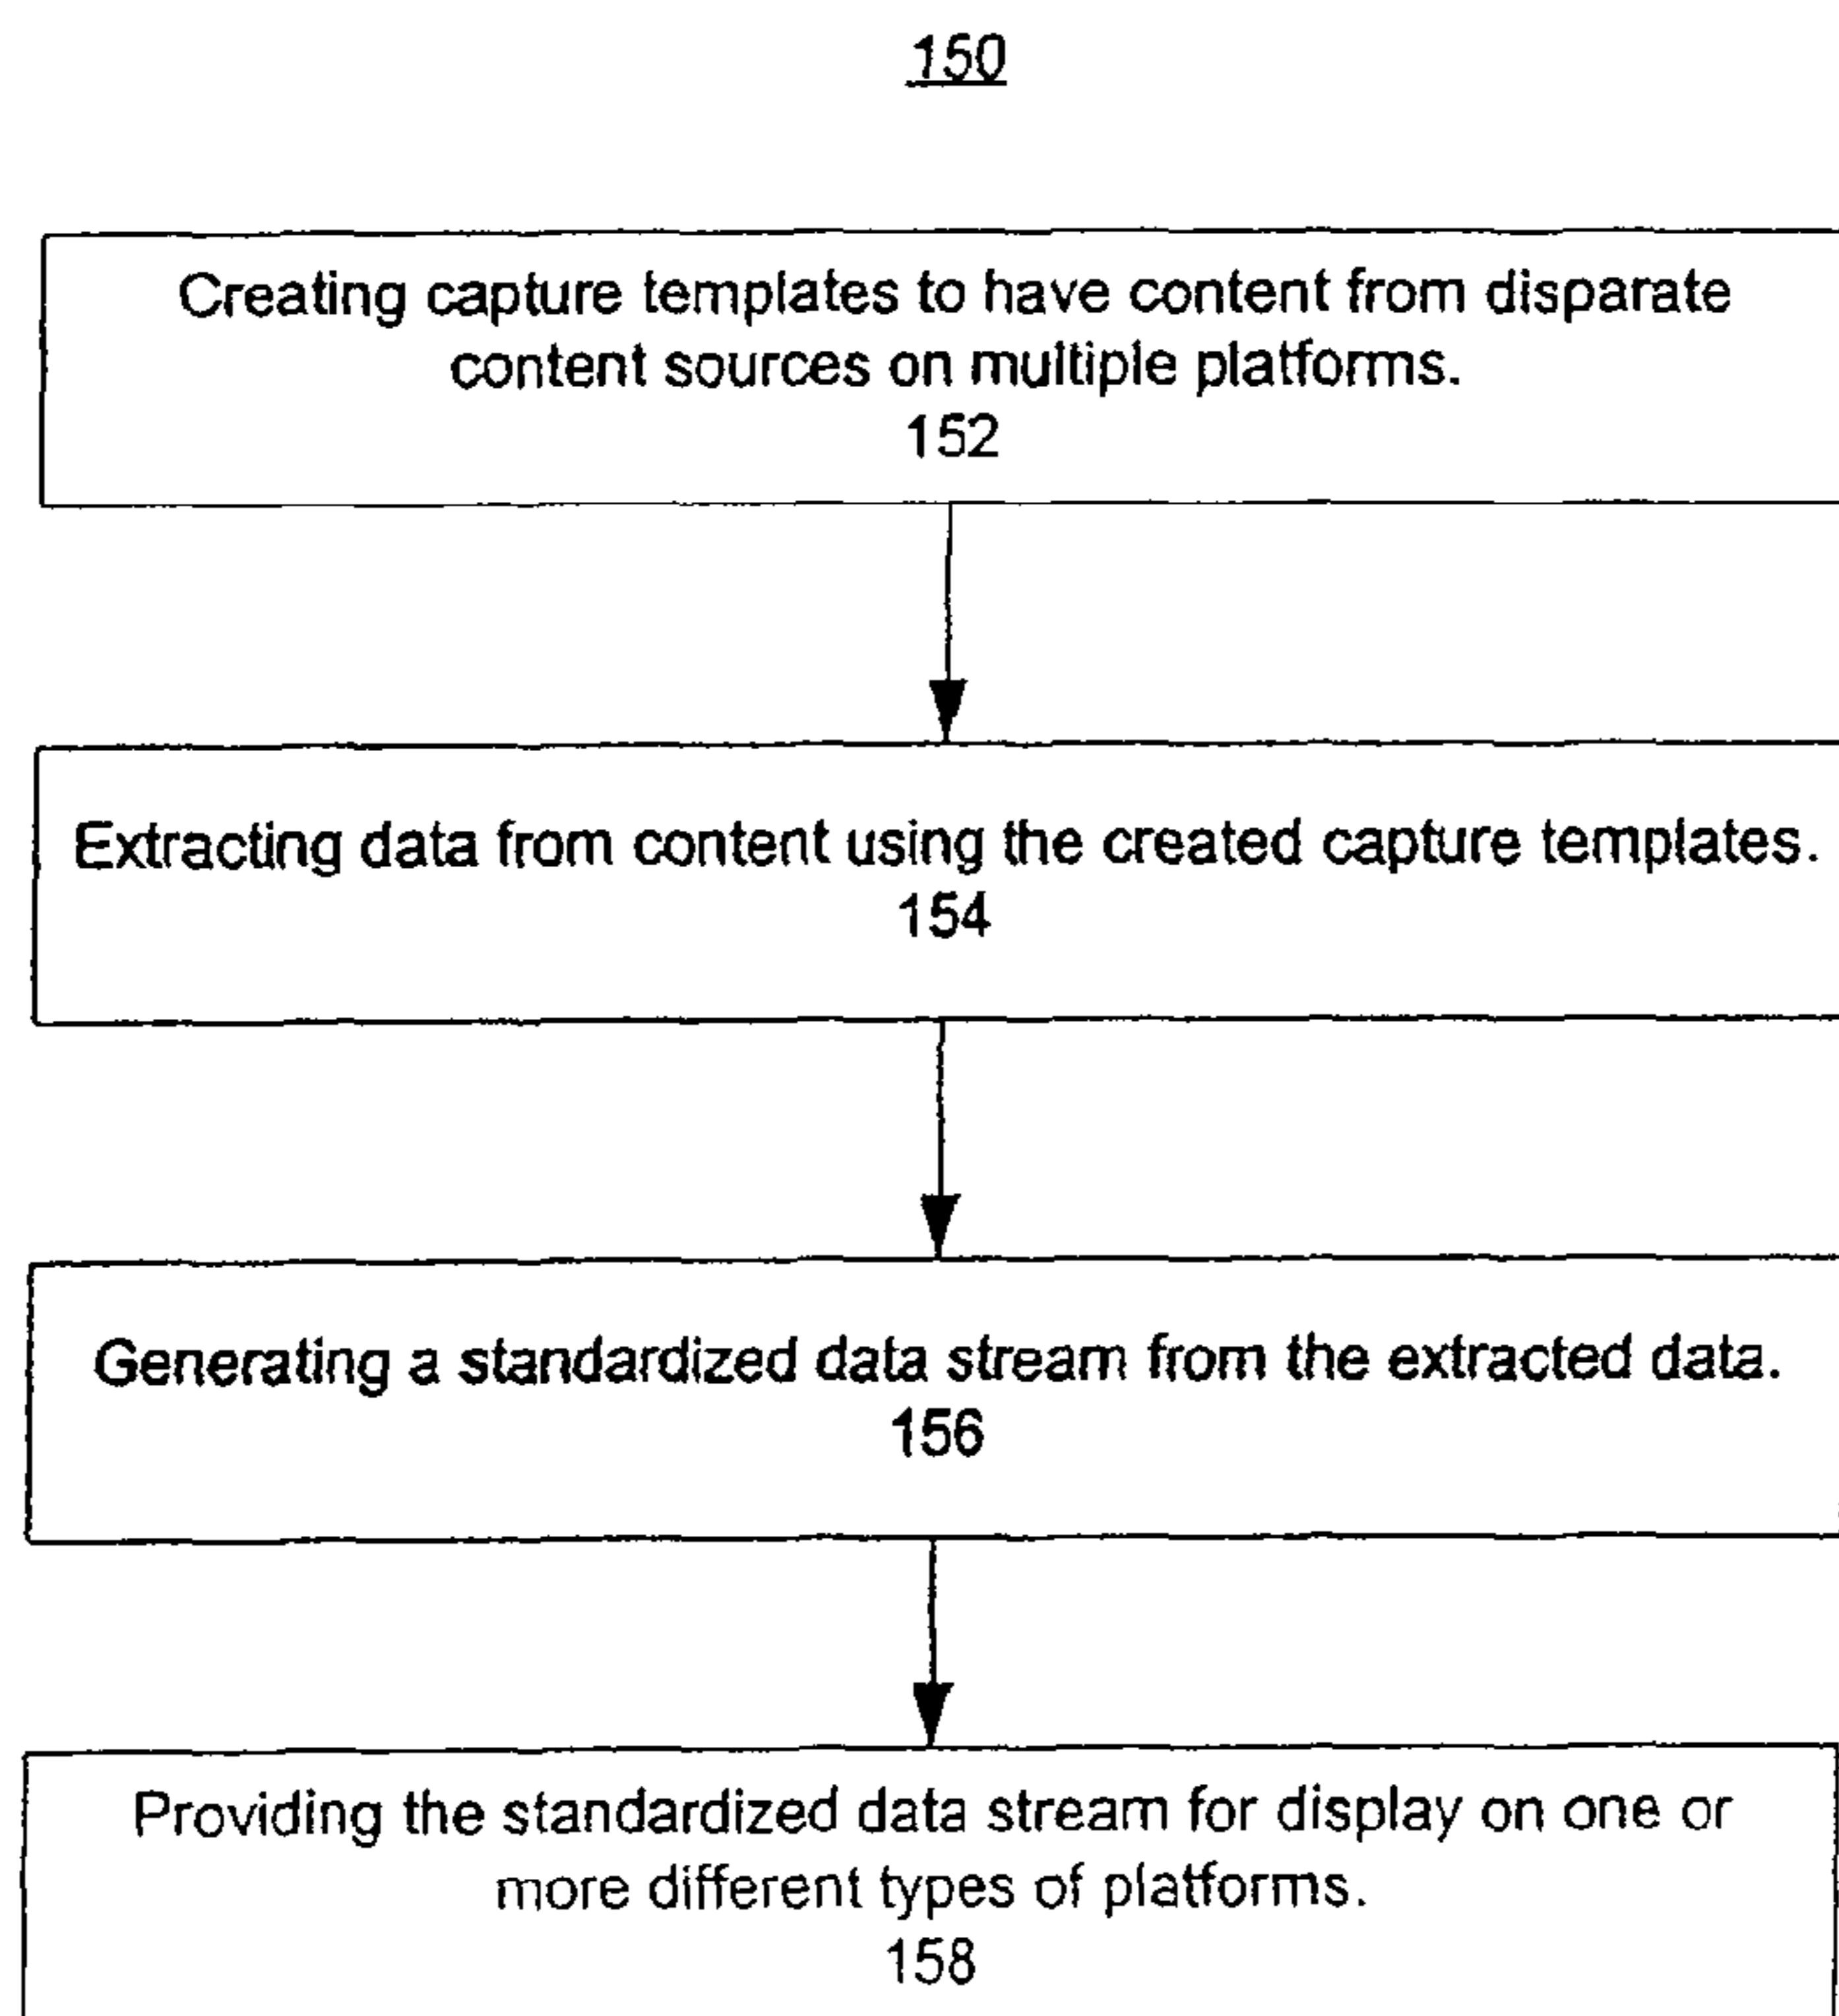 150
Creating capture templates to have content from disparate
content sources on multiple platforms.
152
Extracting data from content using the created capture templates.
154
Generating a standardized data stream from the extracted data.
156
Providing the standardized data stream for display on one or
more different types of platforms.
158